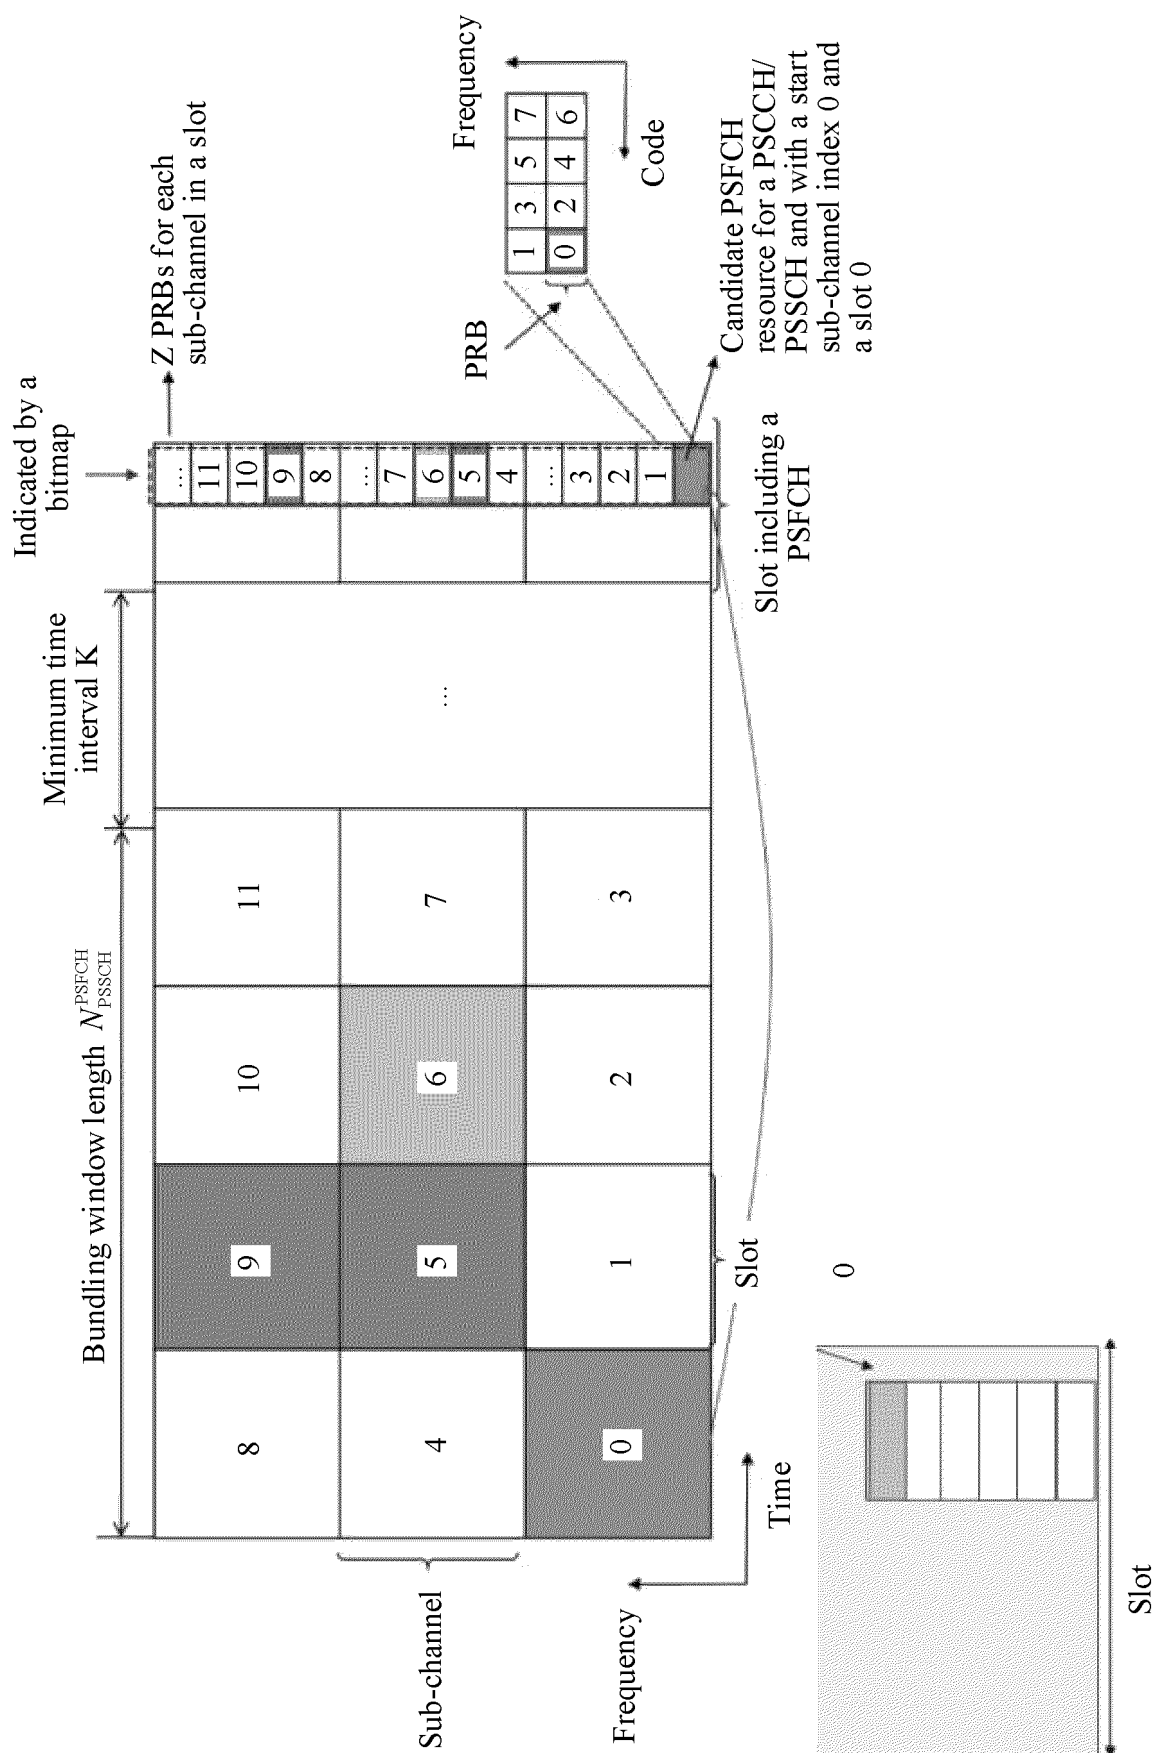 Bundling window length N_PSSCH^PSFCH
Minimum time
interval K
Indicated by a
bitmap
Z PRBs for each
sub-channel in a slot
8
9
10
11
4
5
6
7
0
1
2
3
...
...
11
10
9
8
...
7
6
5
4
...
3
2
1
Sub-channel
Frequency
Time
Slot
Slot including a
PSFCH
PRB
1 3 5 7
0 2 4 6
Frequency
Code
Candidate PSFCH
resource for a PSCCH/
PSSCH and with a start
sub-channel index 0 and
a slot 0
0
Slot